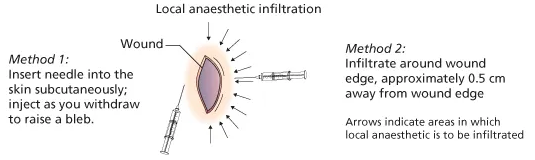 Local anaesthetic infiltration
Wound
Method 1:
Insert needle into the
skin subcutaneously;
inject as you withdraw
to raise a bleb.
Method 2:
Infiltrate around wound
edge, approximately 0.5 cm
away from wound edge
Arrows indicate areas in which
local anaesthetic is to be infiltrated